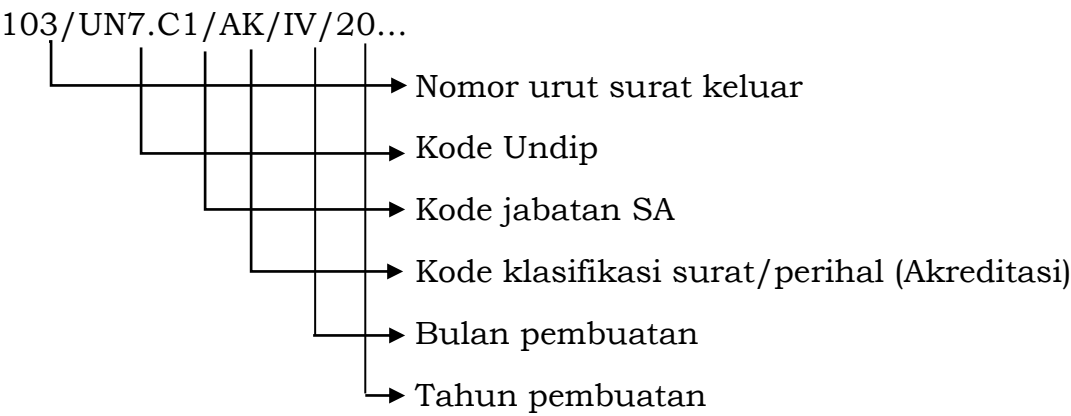 103/UN7.C1/AK/IV/20...
Nomor urut surat keluar
Kode Undip
Kode jabatan SA
Kode klasifikasi surat/perihal (Akreditasi)
Bulan pembuatan
Tahun pembuatan